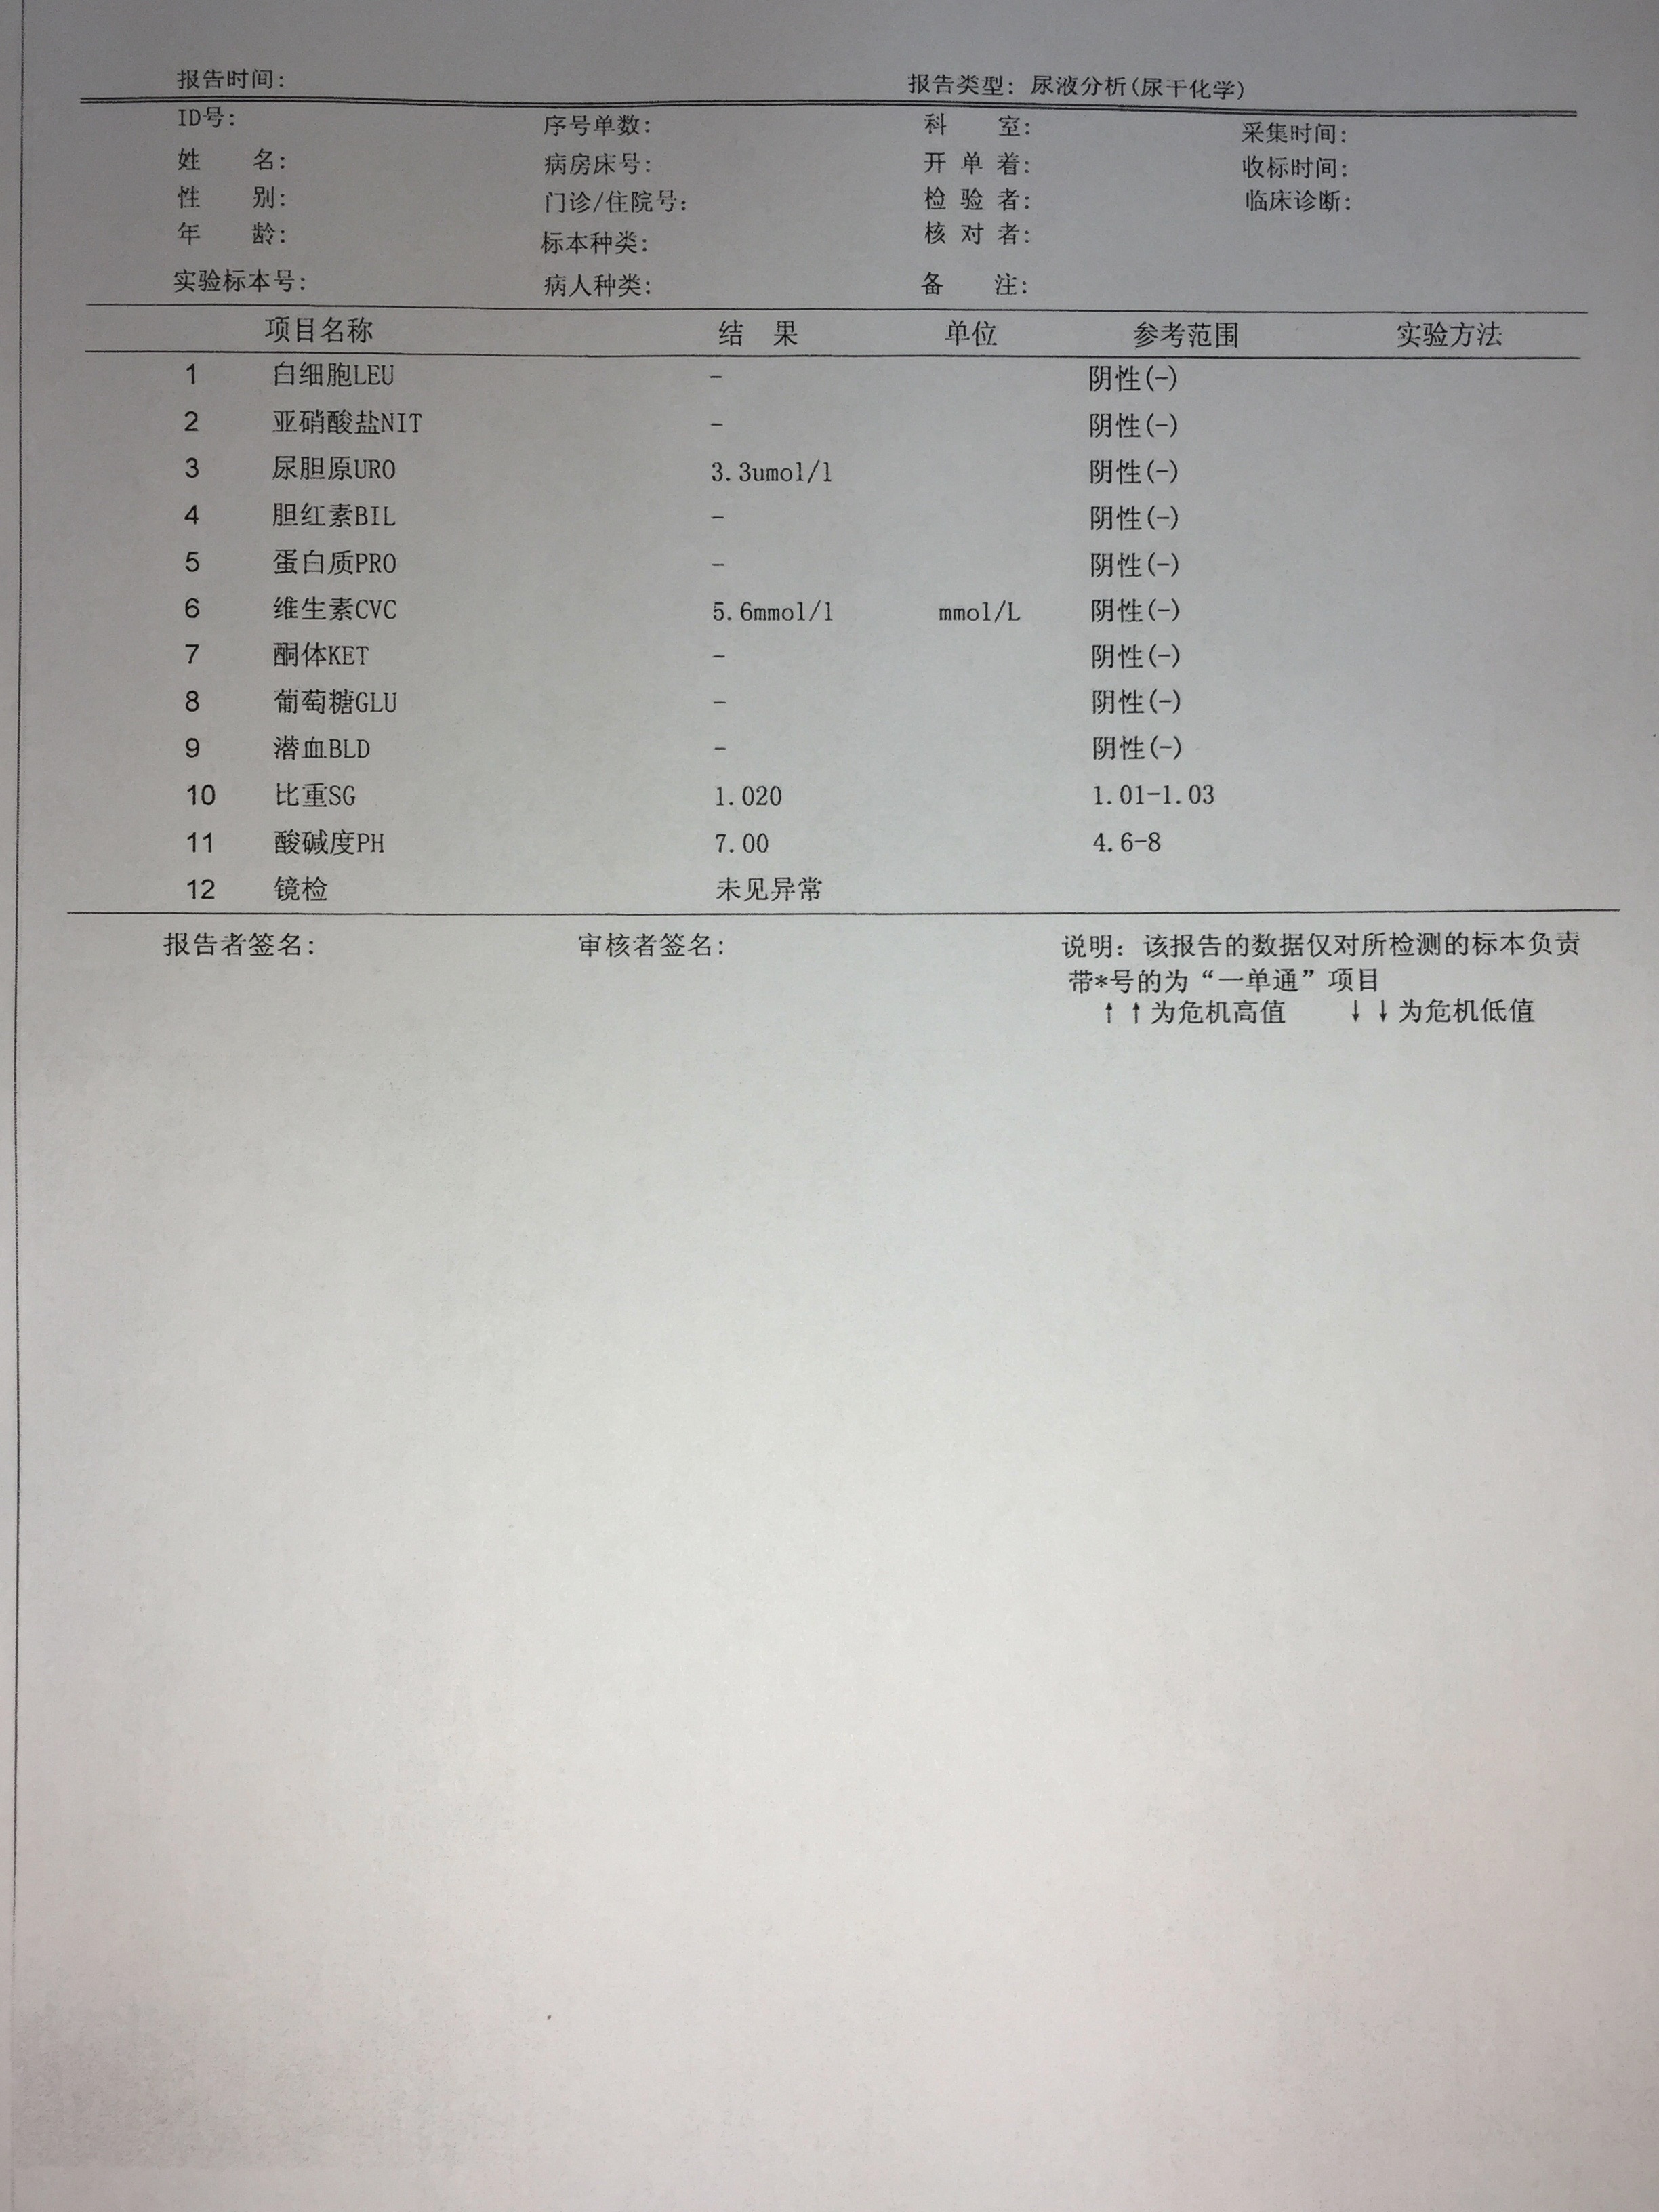 报告时间: 报告类型: 尿液分析(尿干化学)
ID号: 序号单数: 科 室: 采集时间:
姓 名: 病房床号: 开 单 着: 收标时间:
性 别: 门诊/住院号: 检 验 者: 临床诊断:
年 龄: 标本种类: 核 对 者:
实验标本号: 病人种类: 备 注:
项目名称 结 果 单位 参考范围 实验方法
1 白细胞LEU - 阴性(-)
2 亚硝酸盐NIT - 阴性(-)
3 尿胆原URO 3.3umol/l 阴性(-)
4 胆红素BIL - 阴性(-)
5 蛋白质PRO - 阴性(-)
6 维生素CVC 5.6mmol/l mmol/L 阴性(-)
7 酮体KET - 阴性(-)
8 葡萄糖GLU - 阴性(-)
9 潜血BLD - 阴性(-)
10 比重SG 1.020 1.01-1.03
11 酸碱度PH 7.00 4.6-8
12 镜检 未见异常
报告者签名: 审核者签名: 说明: 该报告的数据仅对所检测的标本负责
带*号的为“一单通”项目
↑↑为危机高值 ↓↓为危机低值